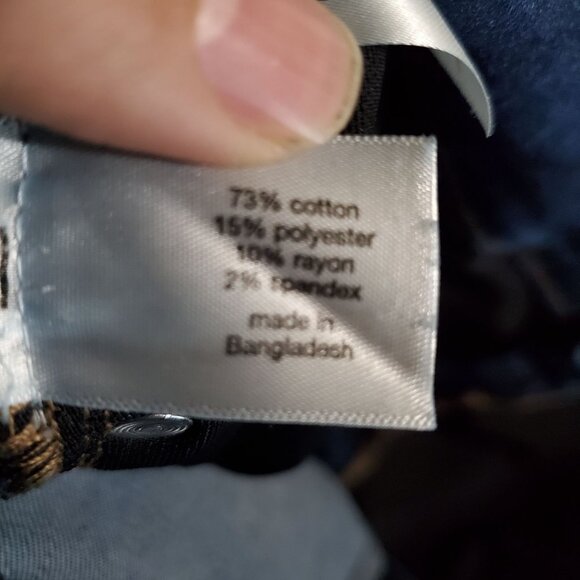 73% cotton
15% polyester
10% rayon
2% spandex
made in
Bangladesh